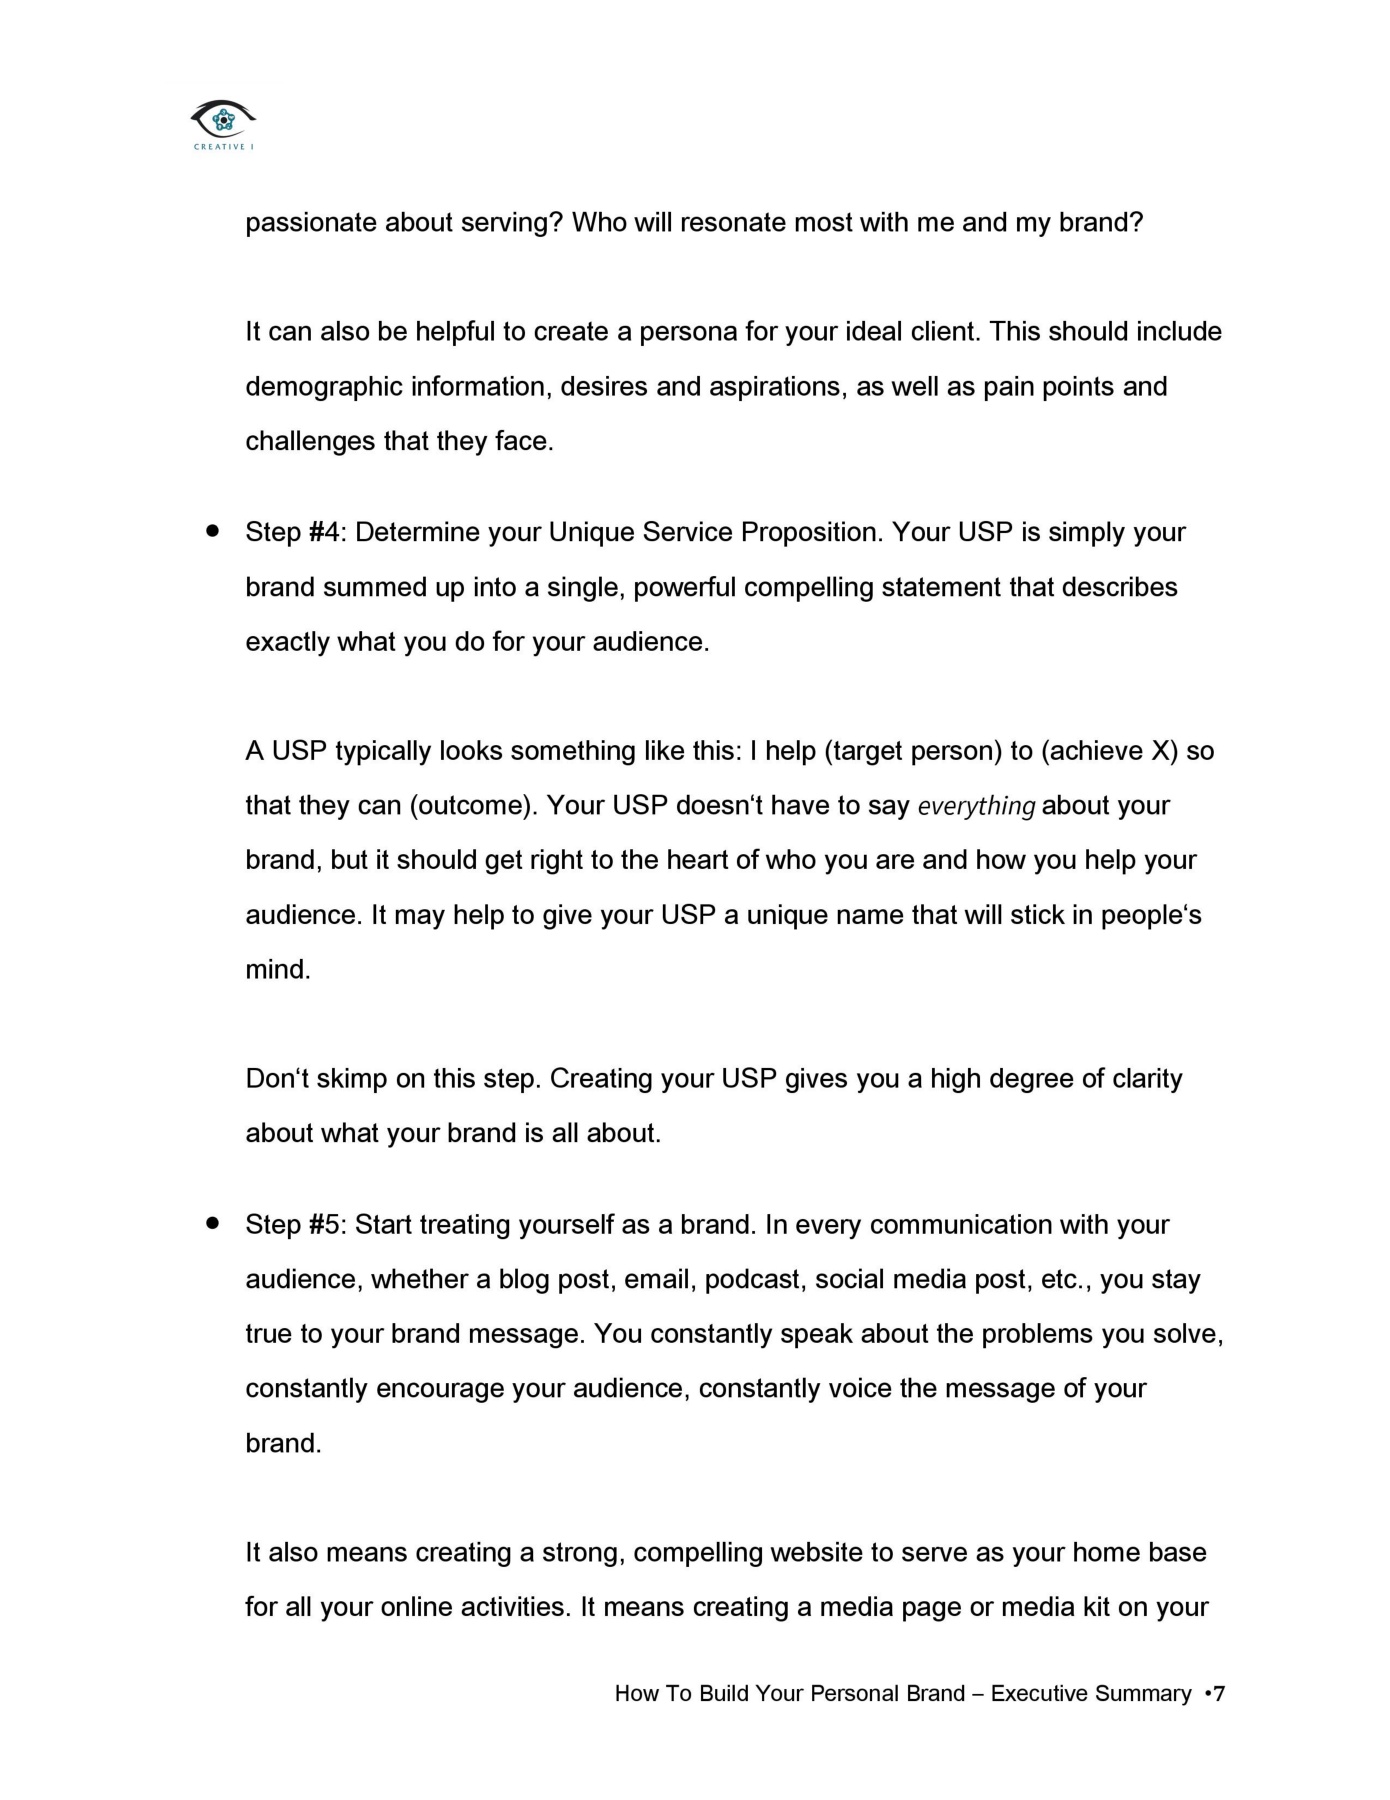 CREATIVE I
passionate about serving? Who will resonate most with me and my brand?
It can also be helpful to create a persona for your ideal client. This should include
demographic information, desires and aspirations, as well as pain points and
challenges that they face.
● Step #4: Determine your Unique Service Proposition. Your USP is simply your
brand summed up into a single, powerful compelling statement that describes
exactly what you do for your audience.
A USP typically looks something like this: I help (target person) to (achieve X) so
that they can (outcome). Your USP doesn‘t have to say everything about your
brand, but it should get right to the heart of who you are and how you help your
audience. It may help to give your USP a unique name that will stick in people‘s
mind.
Don‘t skimp on this step. Creating your USP gives you a high degree of clarity
about what your brand is all about.
● Step #5: Start treating yourself as a brand. In every communication with your
audience, whether a blog post, email, podcast, social media post, etc., you stay
true to your brand message. You constantly speak about the problems you solve,
constantly encourage your audience, constantly voice the message of your
brand.
It also means creating a strong, compelling website to serve as your home base
for all your online activities. It means creating a media page or media kit on your
How To Build Your Personal Brand – Executive Summary •7